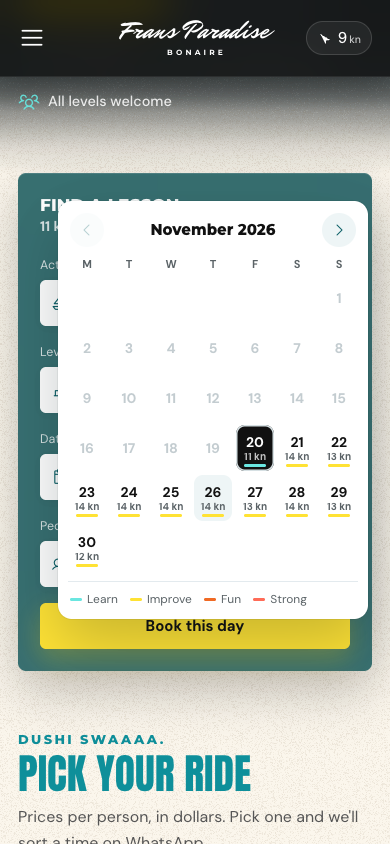 Frans Paradise
BONAIRE
9 kn
All levels welcome
11 k
Act
Lev
Dat
November 2026
M T W T F S S
1
2 3 4 5 6 7 8
9 10 11 12 13 14 15
16 17 18 19 20 21 22
11 kn 14 kn 13 kn
23 24 25 26 27 28 29
14 kn 14 kn 14 kn 14 kn 13 kn 14 kn 13 kn
30
12 kn
Learn Improve Fun Strong
Book this day
DUSHI SWAAAA.
PICK YOUR RIDE
Prices per person, in dollars. Pick one and we'll
sort a time on WhatsApp